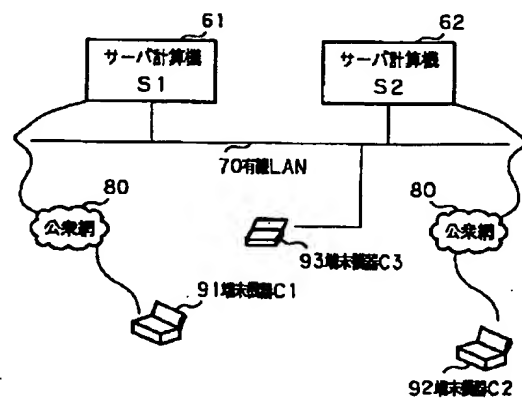 61
62
サーバ計算機
S1
サーバ計算機
S2
70有線LAN
80
公衆網
80
公衆網
93端末機器C3
91端末機器C1
92端末機器C2